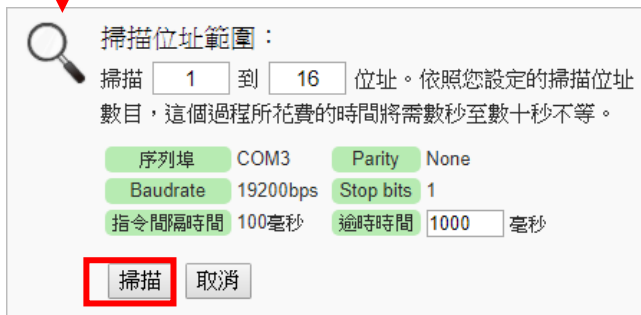 掃描位址範圍：
掃描 1 到 16 位址。依照您設定的掃描位址
數目，這個過程所花費的時間將需數秒至數十秒不等。
序列埠 COM3 Parity None
Baudrate 19200bps Stop bits 1
指令間隔時間 100毫秒 逾時時間 1000 毫秒
掃描 取消